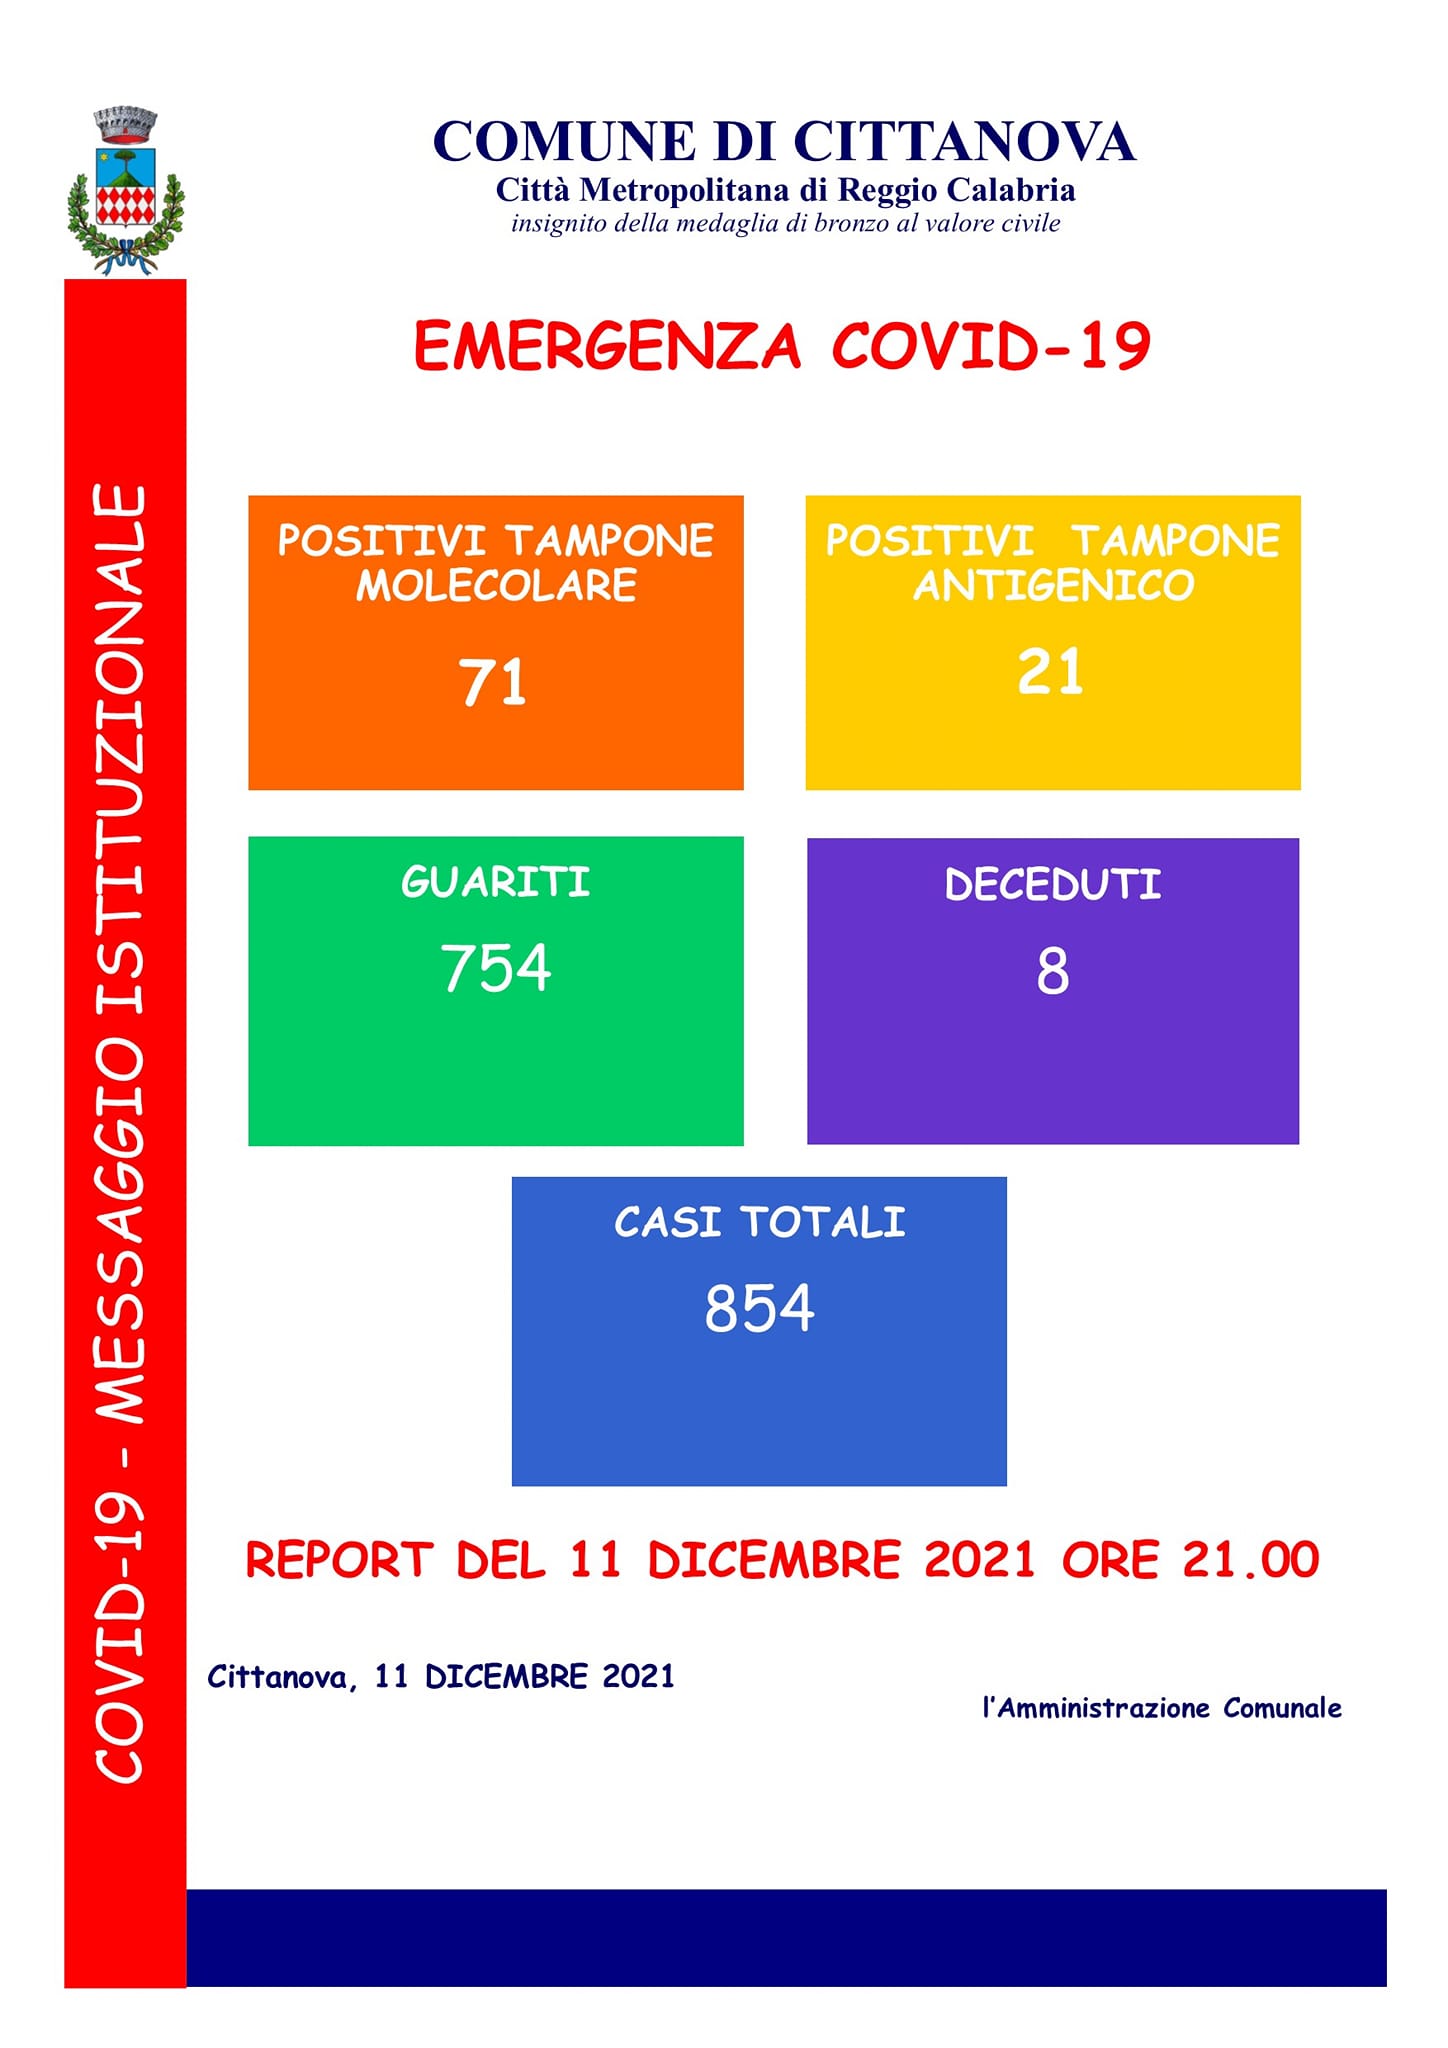 COMUNE DI CITTANOVA
Città Metropolitana di Reggio Calabria
insignito della medaglia di bronzo al valore civile
EMERGENZA COVID-19
POSITIVI TAMPONE
MOLECOLARE
71
POSITIVI TAMPONE
ANTIGENICO
21
GUARITI
754
DECEDUTI
8
CASI TOTALI
854
REPORT DEL 11 DICEMBRE 2021 ORE 21.00
Cittanova, 11 DICEMBRE 2021
l'Amministrazione Comunale
COVID-19 - MESSAGGIO ISTITUZIONALE